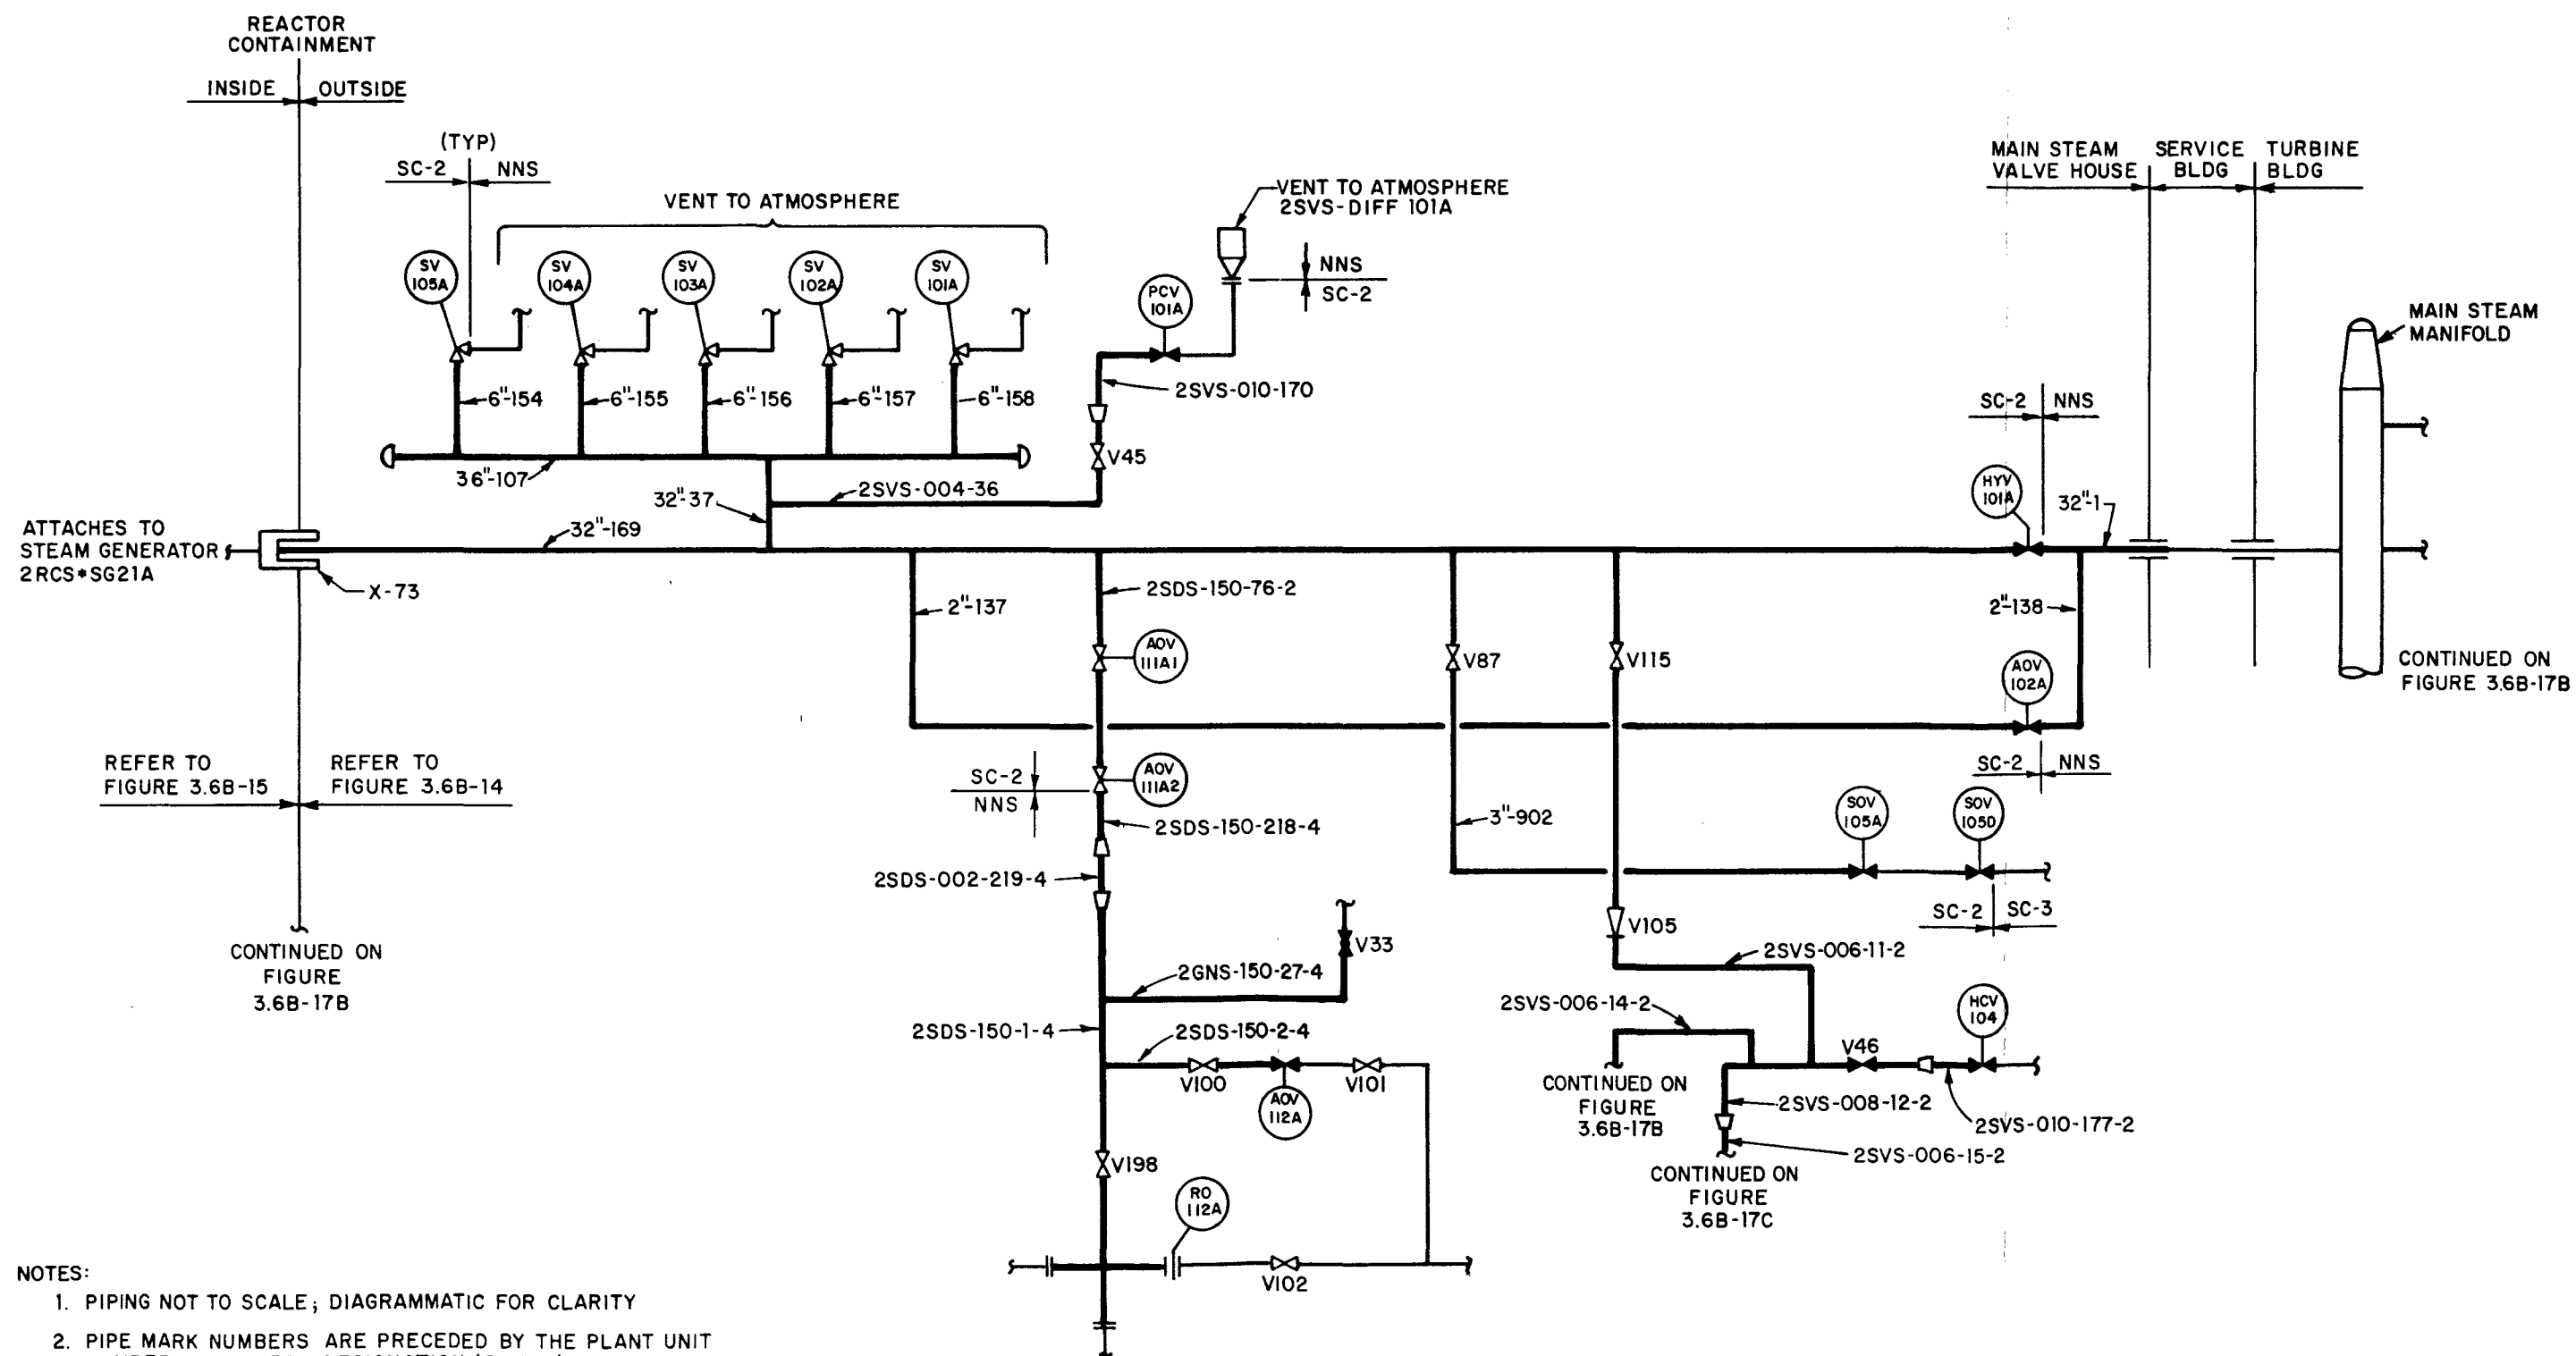 REACTOR
CONTAINMENT
INSIDE
OUTSIDE
(TYP)
SC-2
NNS
VENT TO ATMOSPHERE
VENT TO ATMOSPHERE
2SVS-DIFF 101A
NNS
SC-2
MAIN STEAM
VALVE HOUSE
SERVICE
BLDG
TURBINE
BLDG
SV
105A
SV
104A
SV
103A
SV
102A
SV
101A
PCV
101A
MAIN STEAM
MANIFOLD
6"-154
6"-155
6"-156
6"-157
6"-158
2SVS-010-170
SC-2
NNS
V45
36"-107
32"-37
2SVS-004-36
HYV
101A
32"-1
ATTACHES TO
STEAM GENERATOR
2RCS*SG21A
32"-169
X-73
2"-137
2SDS-150-76-2
2"-138
AOV
111A1
V87
V115
AOV
102A
CONTINUED ON
FIGURE 3.6B-17B
REFER TO
FIGURE 3.6B-15
REFER TO
FIGURE 3.6B-14
SC-2
NNS
AOV
111A2
SC-2
NNS
2SDS-150-218-4
3"-902
SOV
105A
SOV
105D
2SDS-002-219-4
SC-2
SC-3
V33
V105
CONTINUED ON
FIGURE
3.6B-17B
2GNS-150-27-4
2SVS-006-11-2
2SVS-006-14-2
HCV
104
2SDS-150-1-4
2SDS-150-2-4
V46
V100
V101
AOV
112A
CONTINUED ON
FIGURE
3.6B-17B
2SVS-008-12-2
2SVS-010-177-2
2SVS-006-15-2
V198
CONTINUED ON
FIGURE
3.6B-17C
RO
112A
V102
NOTES:
1. PIPING NOT TO SCALE; DIAGRAMMATIC FOR CLARITY
2. PIPE MARK NUMBERS ARE PRECEDED BY THE PLANT UNIT